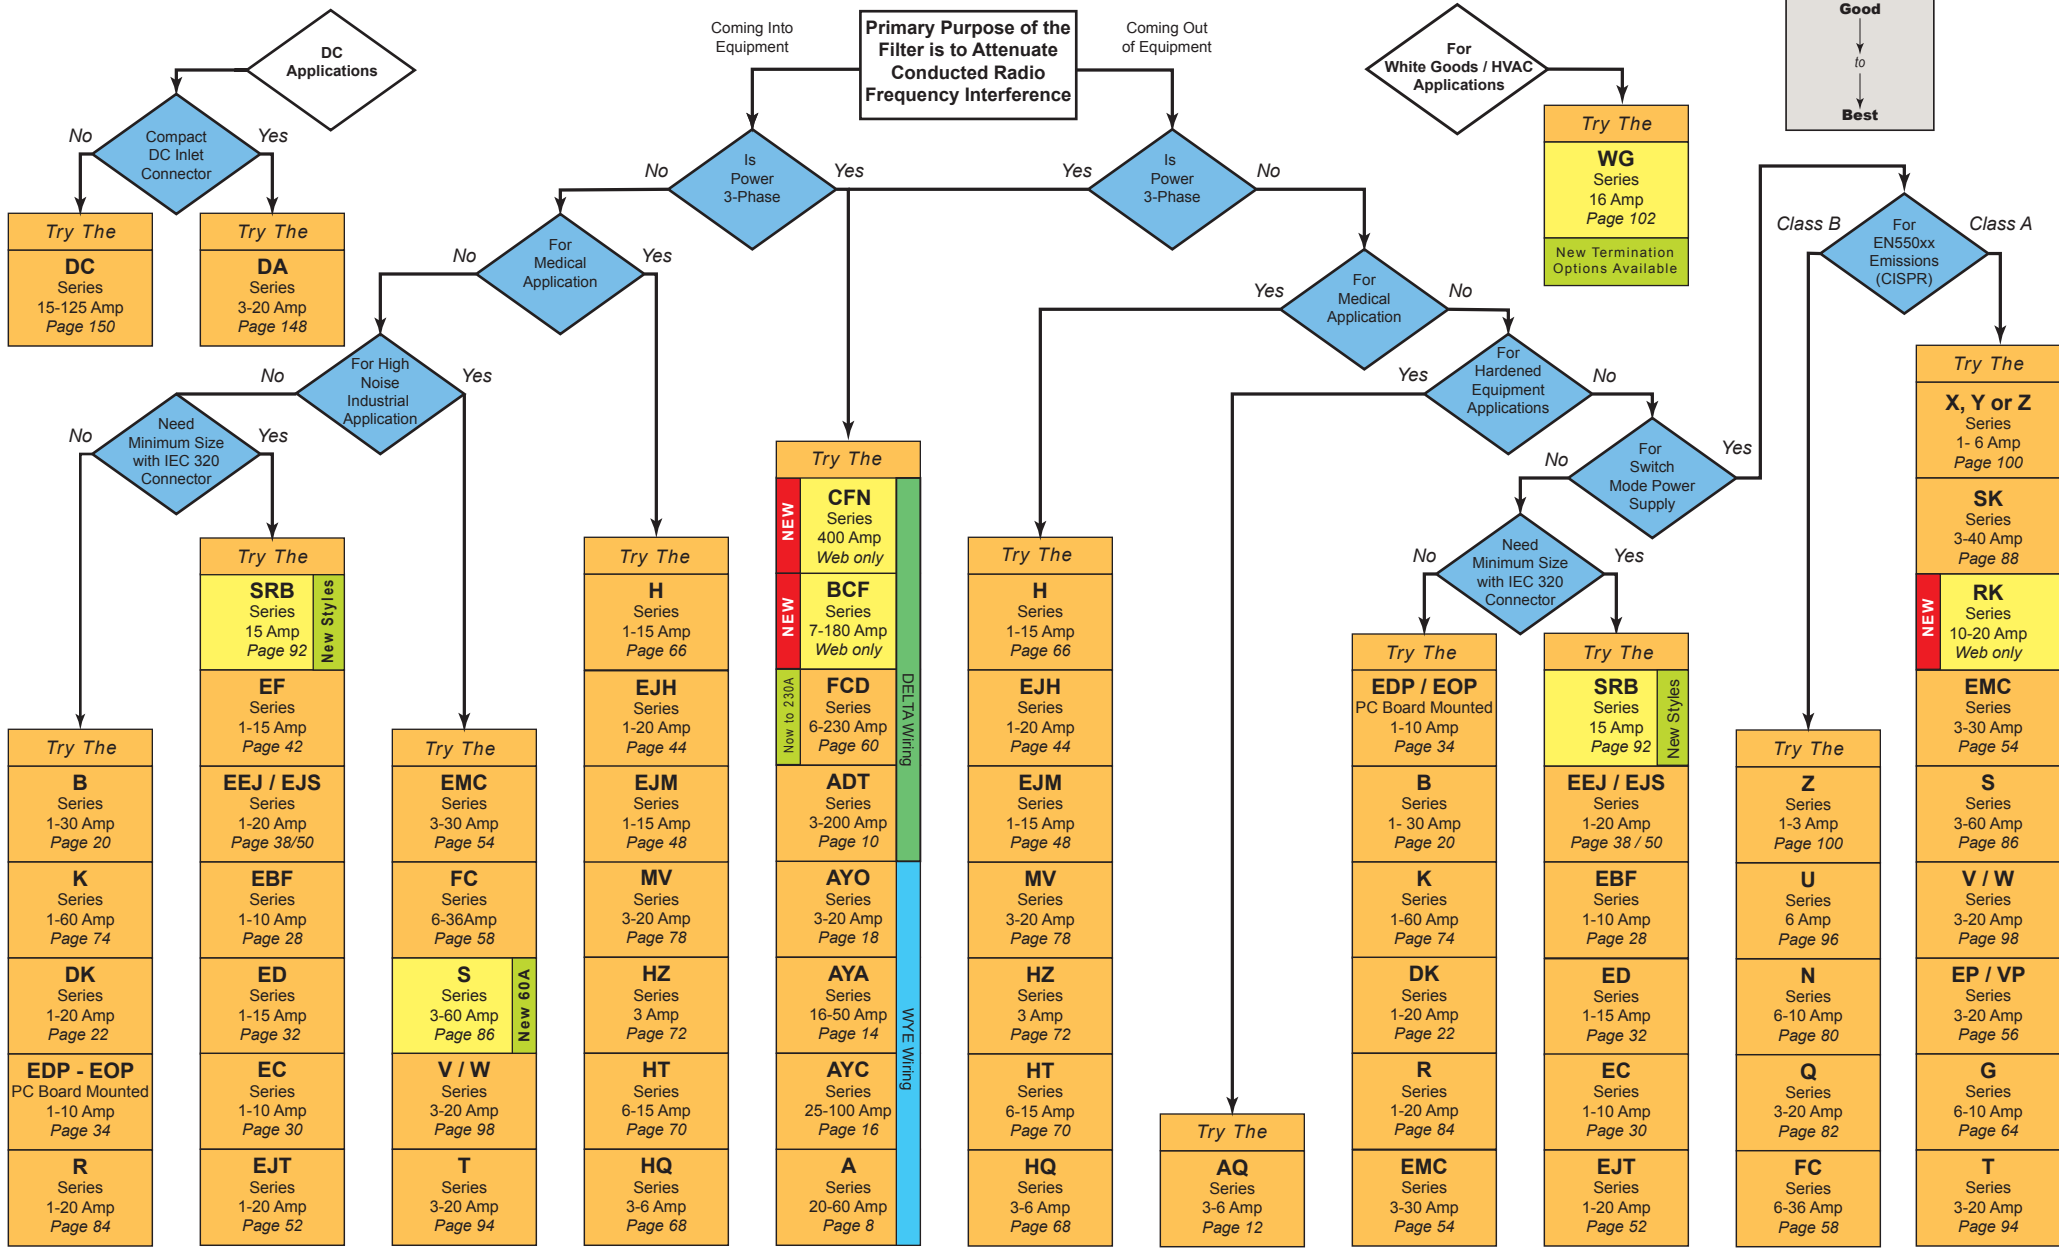 DC
Applications
No
Compact
DC Inlet
Connector
Yes
Try The
DC
Series
15-125 Amp
Page 150
Try The
DA
Series
3-20 Amp
Page 148
Coming Into
Equipment
Primary Purpose of the
Filter is to Attenuate
Conducted Radio
Frequency Interference
Coming Out
of Equipment
For
White Goods / HVAC
Applications
Try The
WG
Series
16 Amp
Page 102
New Termination
Options Available
Good
to
Best
No
Is
Power
3-Phase
Yes
Yes
Is
Power
3-Phase
No
No
For
Medical
Application
Yes
No
For High
Noise
Industrial
Application
Yes
No
Need
Minimum Size
with IEC 320
Connector
Yes
Yes
For
Medical
Application
No
Yes
For
Hardened
Equipment
Applications
No
No
For
Switch
Mode Power
Supply
Yes
No
Need
Minimum Size
with IEC 320
Connector
Yes
Class B
For
EN550xx
Emissions
(CISPR)
Class A
Try The
B
Series
1-30 Amp
Page 20
K
Series
1-60 Amp
Page 74
DK
Series
1-20 Amp
Page 22
EDP - EOP
PC Board Mounted
1-10 Amp
Page 34
R
Series
1-20 Amp
Page 84
Try The
SRB
Series
15 Amp
Page 92
New Styles
EF
Series
1-15 Amp
Page 42
EEJ / EJS
Series
1-20 Amp
Page 38/50
EBF
Series
1-10 Amp
Page 28
ED
Series
1-15 Amp
Page 32
EC
Series
1-10 Amp
Page 30
EJT
Series
1-20 Amp
Page 52
Try The
EMC
Series
3-30 Amp
Page 54
FC
Series
6-36Amp
Page 58
S
Series
3-60 Amp
Page 86
New 60A
V / W
Series
3-20 Amp
Page 98
T
Series
3-20 Amp
Page 94
Try The
H
Series
1-15 Amp
Page 66
EJH
Series
1-20 Amp
Page 44
EJM
Series
1-15 Amp
Page 48
MV
Series
3-20 Amp
Page 78
HZ
Series
3 Amp
Page 72
HT
Series
6-15 Amp
Page 70
HQ
Series
3-6 Amp
Page 68
Try The
NEW
CFN
Series
400 Amp
Web only
NEW
BCF
Series
7-180 Amp
Web only
Now to 230A
FCD
Series
6-230 Amp
Page 60
DELTA Wiring
ADT
Series
3-200 Amp
Page 10
AYO
Series
3-20 Amp
Page 18
AYA
Series
16-50 Amp
Page 14
WYE Wiring
AYC
Series
25-100 Amp
Page 16
A
Series
20-60 Amp
Page 8
Try The
H
Series
1-15 Amp
Page 66
EJH
Series
1-20 Amp
Page 44
EJM
Series
1-15 Amp
Page 48
MV
Series
3-20 Amp
Page 78
HZ
Series
3 Amp
Page 72
HT
Series
6-15 Amp
Page 70
HQ
Series
3-6 Amp
Page 68
Try The
AQ
Series
3-6 Amp
Page 12
Try The
EDP / EOP
PC Board Mounted
1-10 Amp
Page 34
B
Series
1- 30 Amp
Page 20
K
Series
1-60 Amp
Page 74
DK
Series
1-20 Amp
Page 22
R
Series
1-20 Amp
Page 84
EMC
Series
3-30 Amp
Page 54
Try The
SRB
Series
15 Amp
Page 92
New Styles
EEJ / EJS
Series
1-20 Amp
Page 38 / 50
EBF
Series
1-10 Amp
Page 28
ED
Series
1-15 Amp
Page 32
EC
Series
1-10 Amp
Page 30
EJT
Series
1-20 Amp
Page 52
Try The
Z
Series
1-3 Amp
Page 100
U
Series
6 Amp
Page 96
N
Series
6-10 Amp
Page 80
Q
Series
3-20 Amp
Page 82
FC
Series
6-36 Amp
Page 58
Try The
X, Y or Z
Series
1- 6 Amp
Page 100
SK
Series
3-40 Amp
Page 88
NEW
RK
Series
10-20 Amp
Web only
EMC
Series
3-30 Amp
Page 54
S
Series
3-60 Amp
Page 86
V / W
Series
3-20 Amp
Page 98
EP / VP
Series
3-20 Amp
Page 56
G
Series
6-10 Amp
Page 64
T
Series
3-20 Amp
Page 94